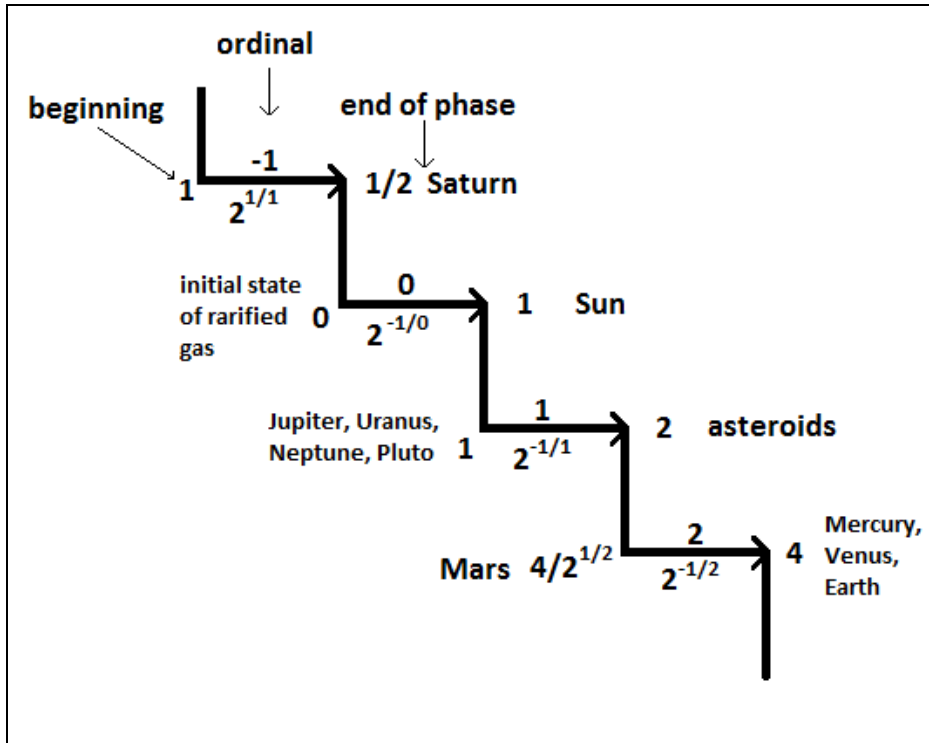 ordinal
beginning
end of phase
-1
1
2^1/1
1/2 Saturn
initial state
of rarified
gas
0
0
2^-1/0
1 Sun
Jupiter, Uranus,
Neptune, Pluto
1
1
2^-1/1
2 asteroids
Mars 4/2^1/2
2
2^-1/2
4
Mercury,
Venus,
Earth